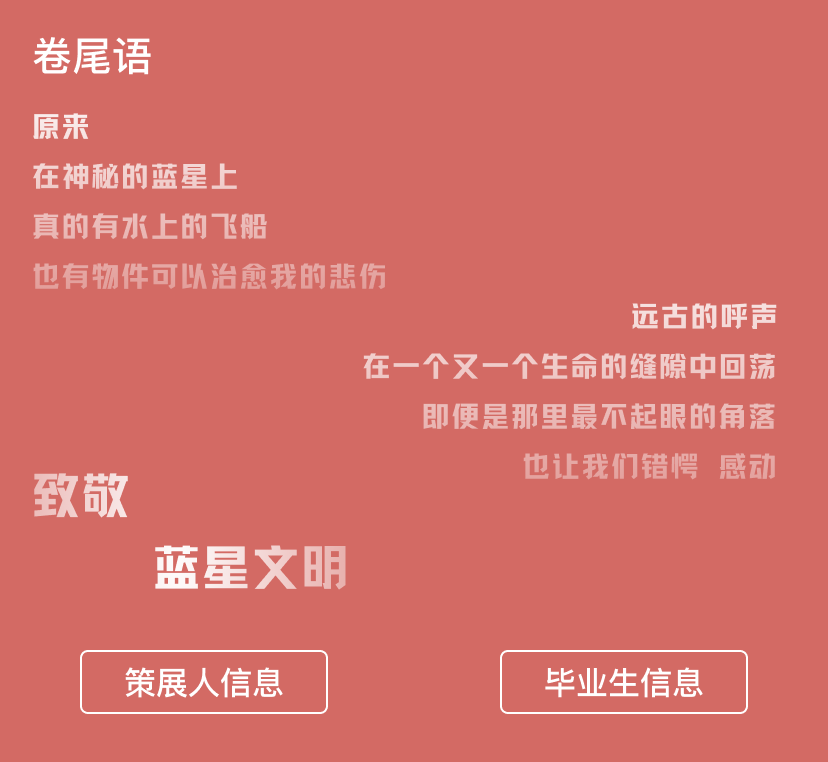 卷尾语
原来
在神秘的蓝星上
真的有水上的飞船
也有物件可以治愈我的悲伤
远古的呼声
在一个又一个生命的缝隙中回荡
即便是那里最不起眼的角落
也让我们错愕 感动
致敬
蓝星文明
策展人信息
毕业生信息